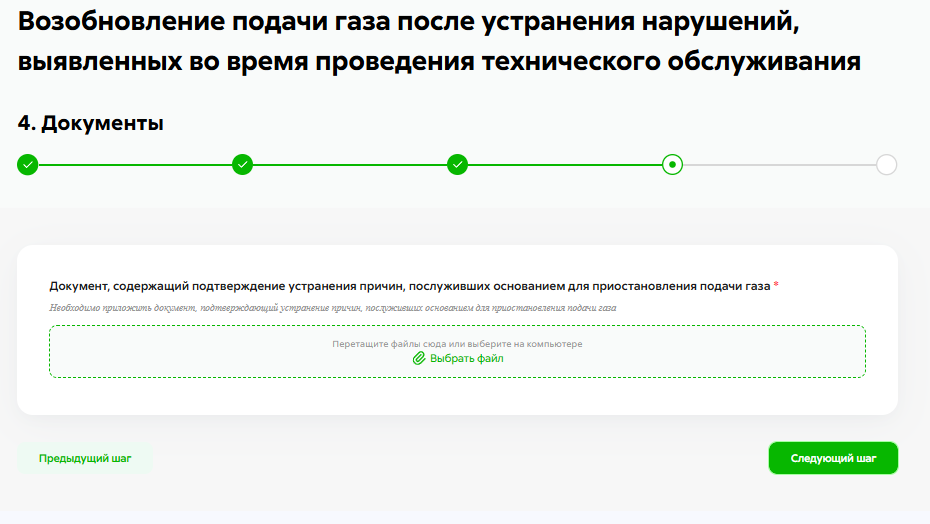 Возобновление подачи газа после устранения нарушений,
выявленных во время проведения технического обслуживания
4. Документы
Документ, содержащий подтверждение устранения причин, послуживших основанием для приостановления подачи газа *
Необходимо приложить документ, подтверждающий устранение причин, послуживших основанием для приостановления подачи газа
Перетащите файлы сюда или выберите на компьютере
Выбрать файл
Предыдущий шаг
Следующий шаг